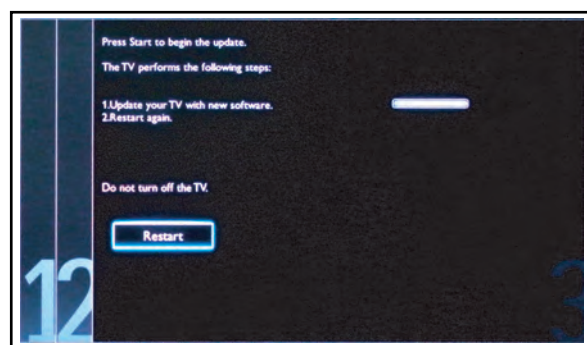 Press Start to begin the update.
The TV performs the following steps:
1.Update your TV with new software.
2.Restart again.
Do not turn off the TV.
Restart
12
3